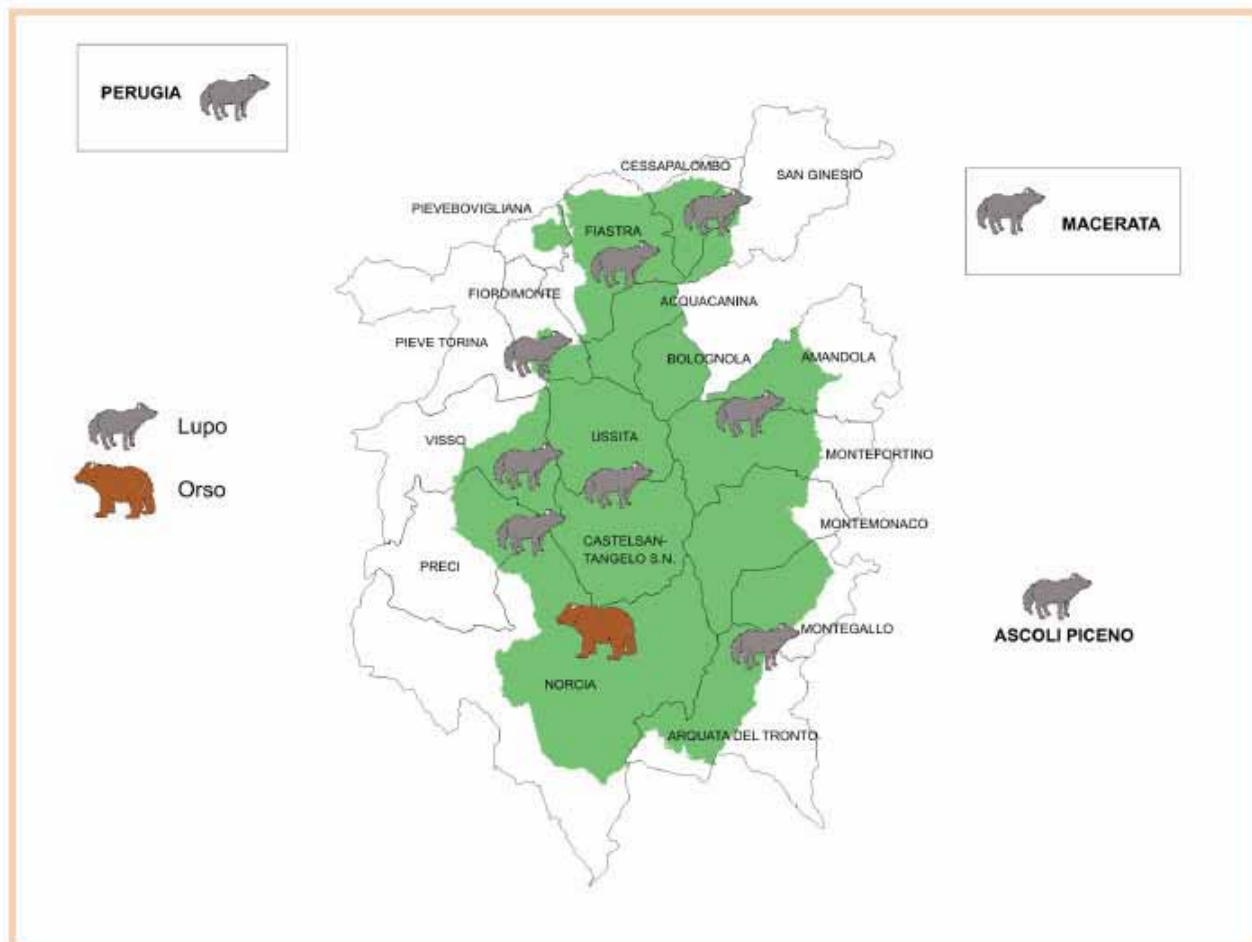 PERUGIA
CESSAPALOMBO
SAN GINESIO
PIEVEBOVIGLIANA
FIASTRA
MACERATA
FIORDIMONTE
ACQUACANINA
PIEVE TORINA
BOLOGNOLA
AMANDOLA
Lupo
VISSO
USSITA
MONTEFORTINO
Orso
MONTEMONACO
CASTELSAN-
TANGELO S.N.
PRECI
MONTEGALLO
ASCOLI PICENO
NORCIA
ARQUATA DEL TRONTO